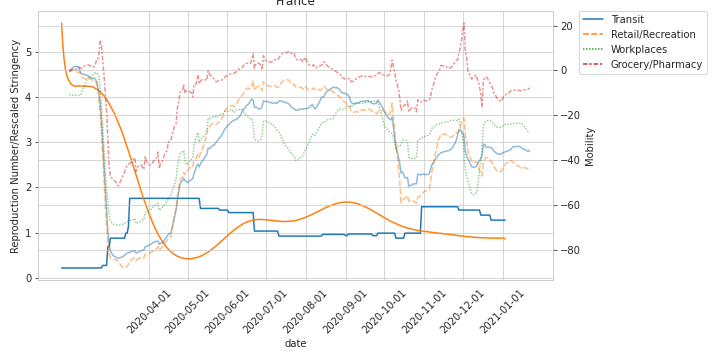 France
Reproduction Number/Rescaled Stringency
5
4
3
2
1
0
20
0
−20
−40
−60
−80
Mobility
2020-04-01
2020-05-01
2020-06-01
2020-07-01
2020-08-01
2020-09-01
2020-10-01
2020-11-01
2020-12-01
2021-01-01
date
Transit
Retail/Recreation
Workplaces
Grocery/Pharmacy